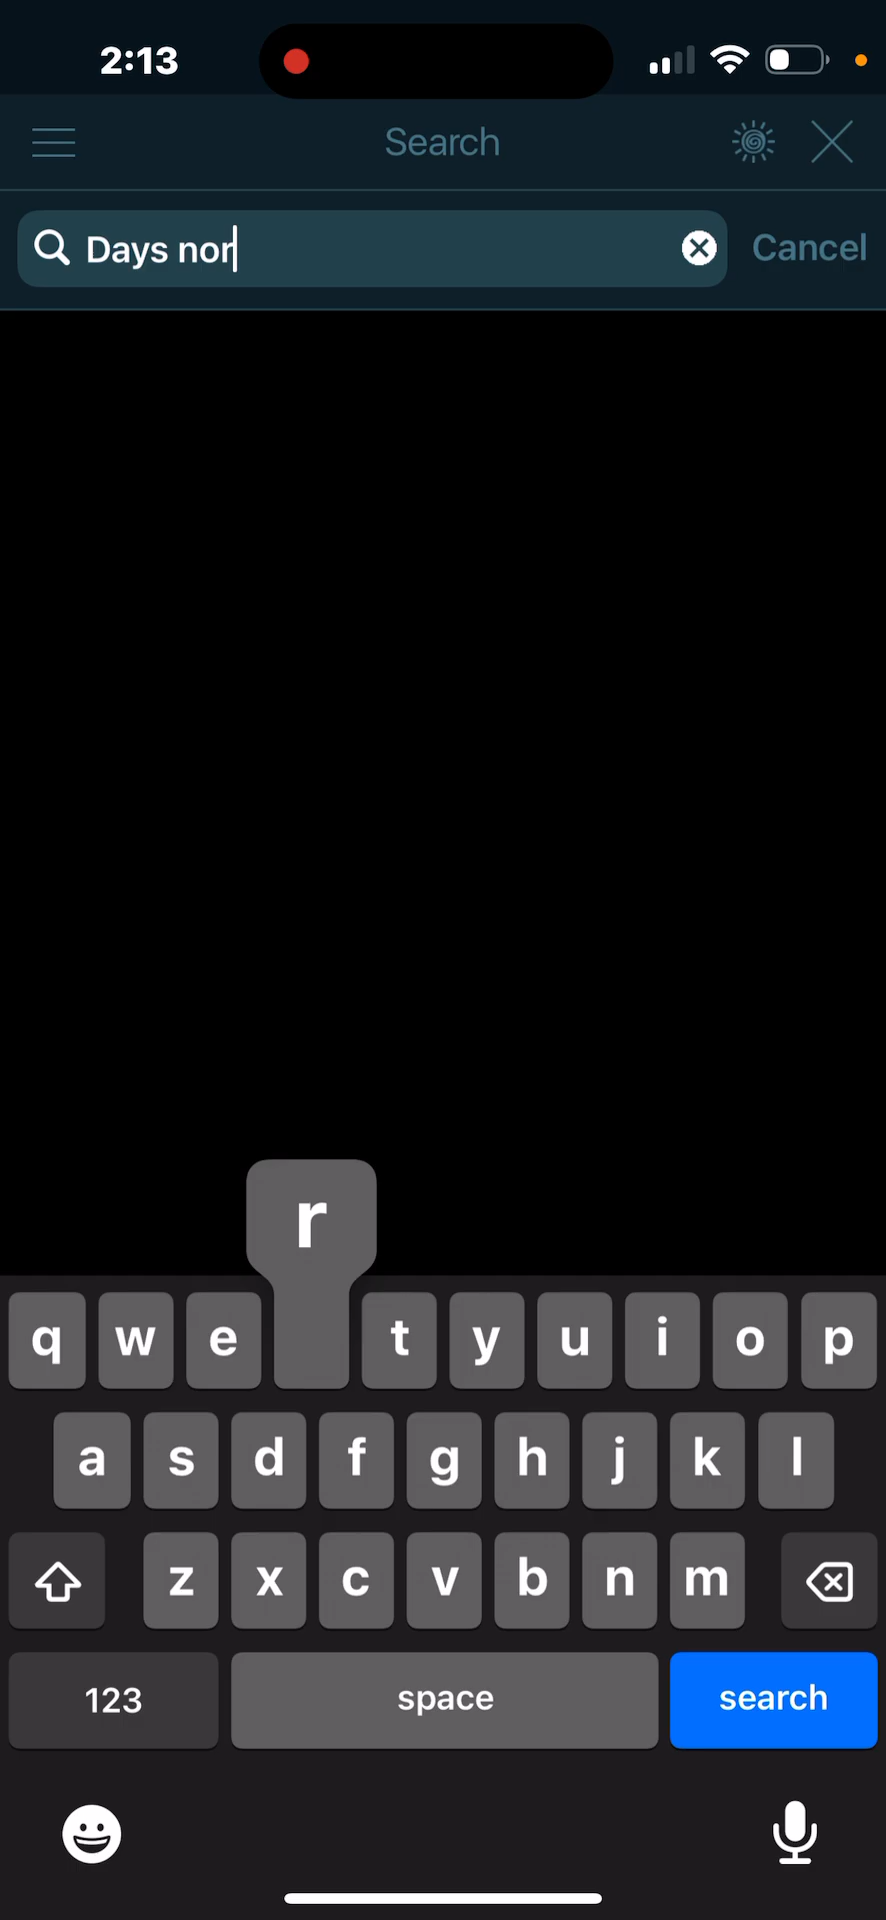 2:13
Search
Days nor
Cancel
r
q w e t y u i o p
a s d f g h j k l
z x c v b n m
123 space search